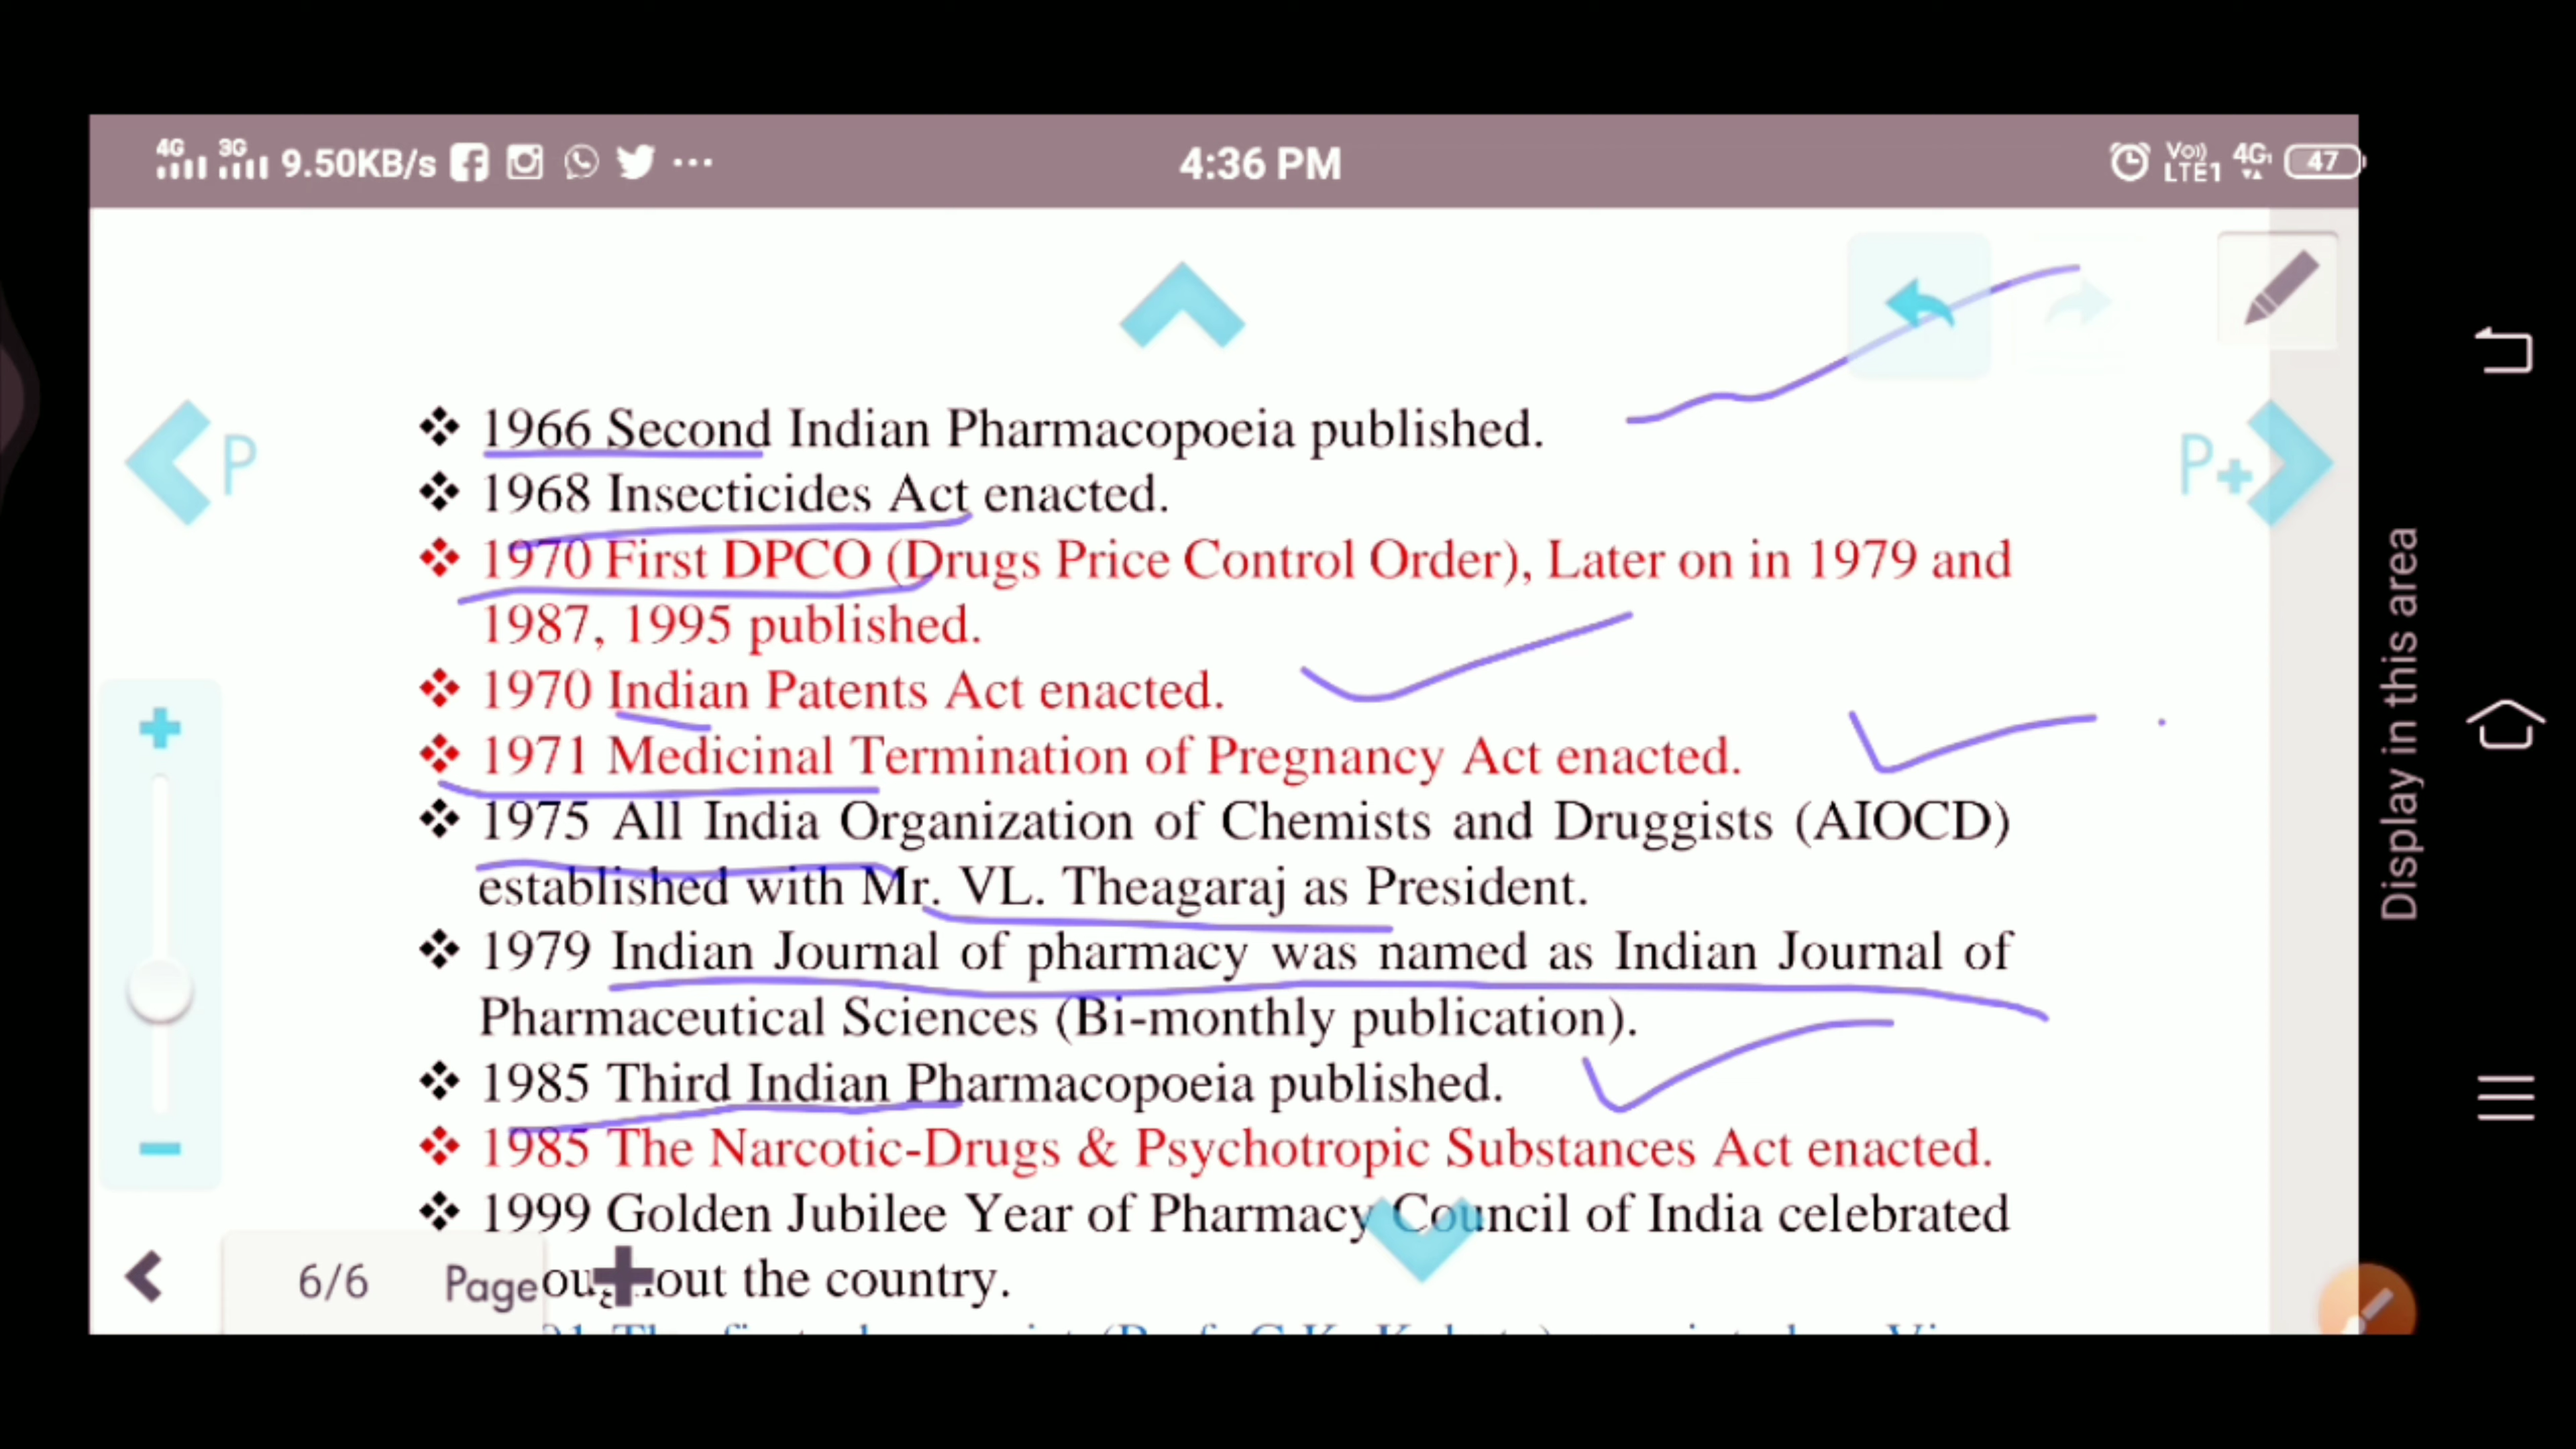 4G 3G 9.50KB/s ... 4:36 PM Vo) LTE1 4G 47
❖ 1966 Second Indian Pharmacopoeia published.
P
P+
❖ 1968 Insecticides Act enacted.
❖ 1970 First DPCO (Drugs Price Control Order), Later on in 1979 and
1987, 1995 published.
❖ 1970 Indian Patents Act enacted.
❖ 1971 Medicinal Termination of Pregnancy Act enacted.
❖ 1975 All India Organization of Chemists and Druggists (AIOCD)
established with Mr. VL. Theagaraj as President.
❖ 1979 Indian Journal of pharmacy was named as Indian Journal of
Pharmaceutical Sciences (Bi-monthly publication).
❖ 1985 Third Indian Pharmacopoeia published.
❖ 1985 The Narcotic-Drugs & Psychotropic Substances Act enacted.
❖ 1999 Golden Jubilee Year of Pharmacy Council of India celebrated
out the country.
6/6 Page
Display in this area